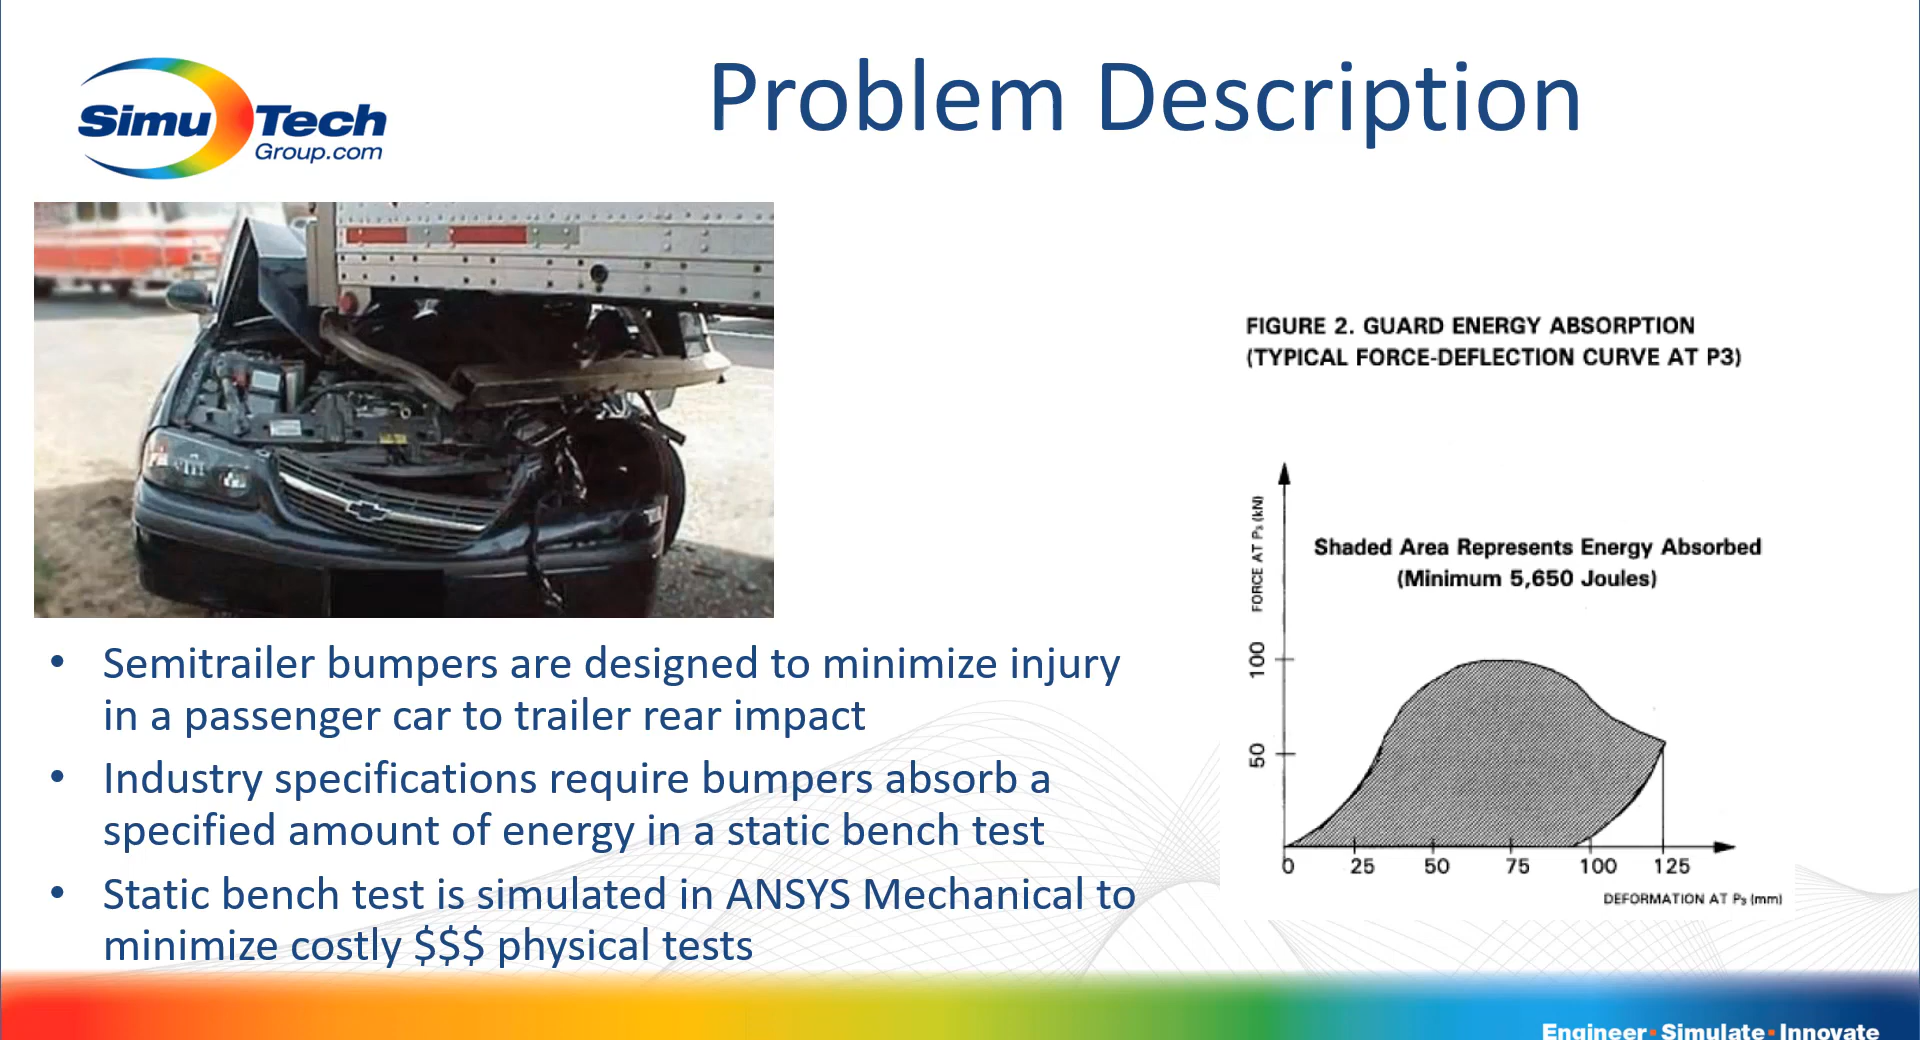 Simu Tech
Group.com
Problem Description
FIGURE 2. GUARD ENERGY ABSORPTION
(TYPICAL FORCE-DEFLECTION CURVE AT P3)
FORCE AT P₃ (kN)
Shaded Area Represents Energy Absorbed
(Minimum 5,650 Joules)
100
50
0 25 50 75 100 125
DEFORMATION AT P₃ (mm)
• Semitrailer bumpers are designed to minimize injury
in a passenger car to trailer rear impact
• Industry specifications require bumpers absorb a
specified amount of energy in a static bench test
• Static bench test is simulated in ANSYS Mechanical to
minimize costly $$$ physical tests
Engineer▪Simulate▪Innovate